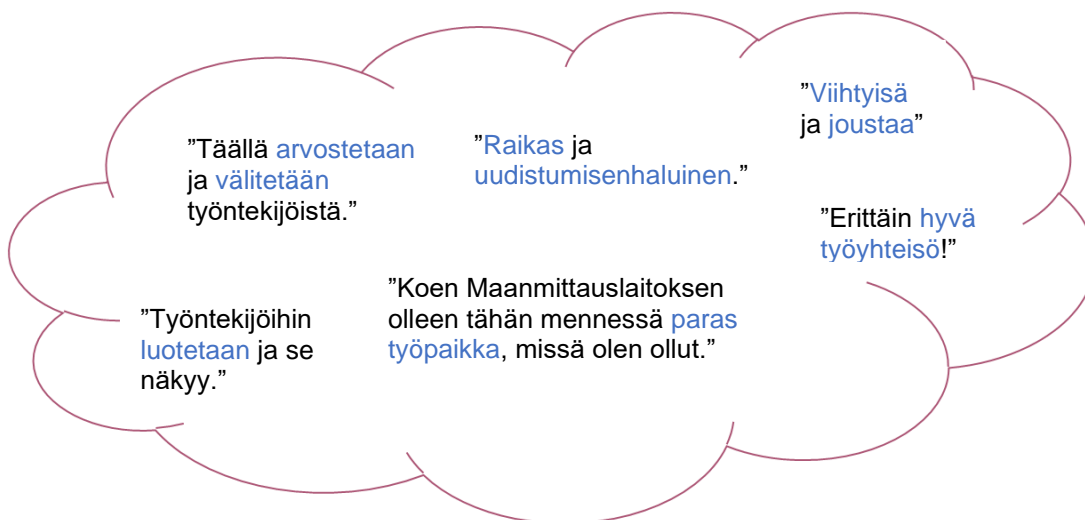 ”Täällä arvostetaan
ja välitetään
työntekijöistä.”
”Raikas ja
uudistumisenhaluinen.”
”Viihtyisä
ja joustaa”
”Erittäin hyvä
työyhteisö!”
”Työntekijöihin
luotetaan ja se
näkyy.”
”Koen Maanmittauslaitoksen
olleen tähän mennessä paras
työpaikka, missä olen ollut.”